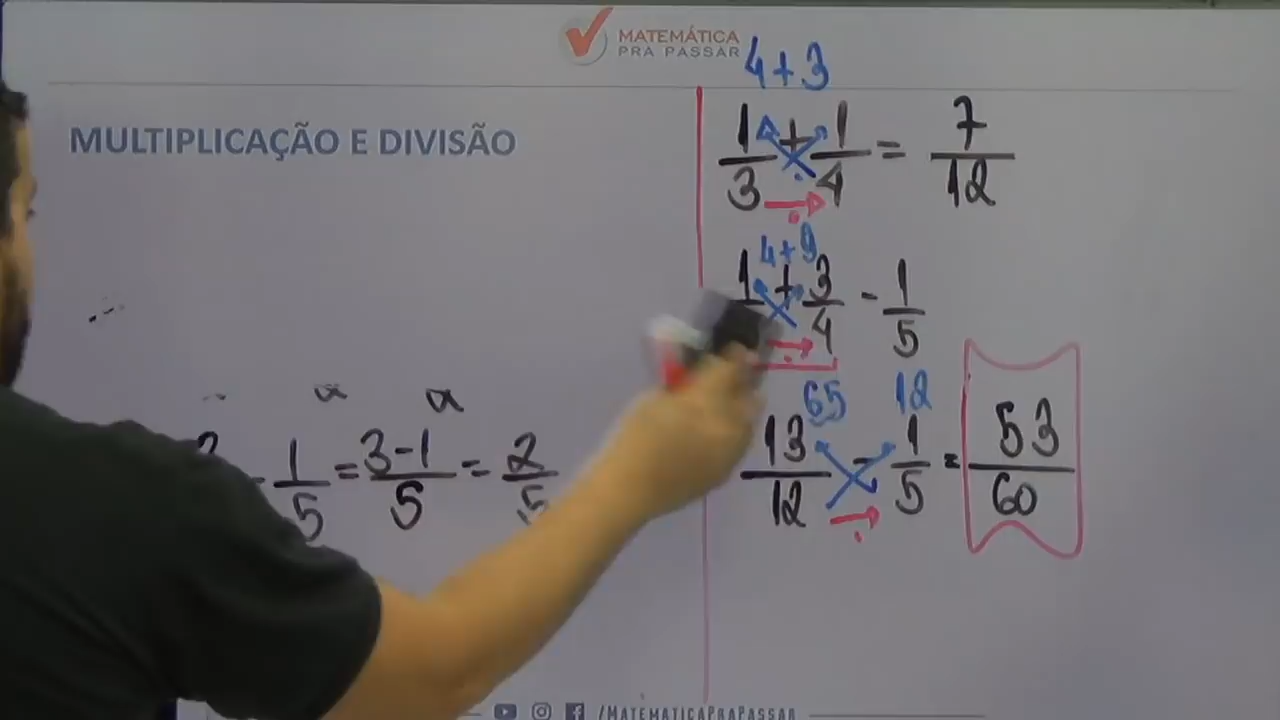 MATEMÁTICA
PRA PASSAR
MULTIPLICAÇÃO E DIVISÃO
4+3
1/3 + 1/4 = 7/12
4+9
1 + 3/4 - 1/5
65 12
13/12 - 1/5 = 53/60
- 1/5 = 3-1/5 = 2/5
/MATEMATICAPRAPASSAR